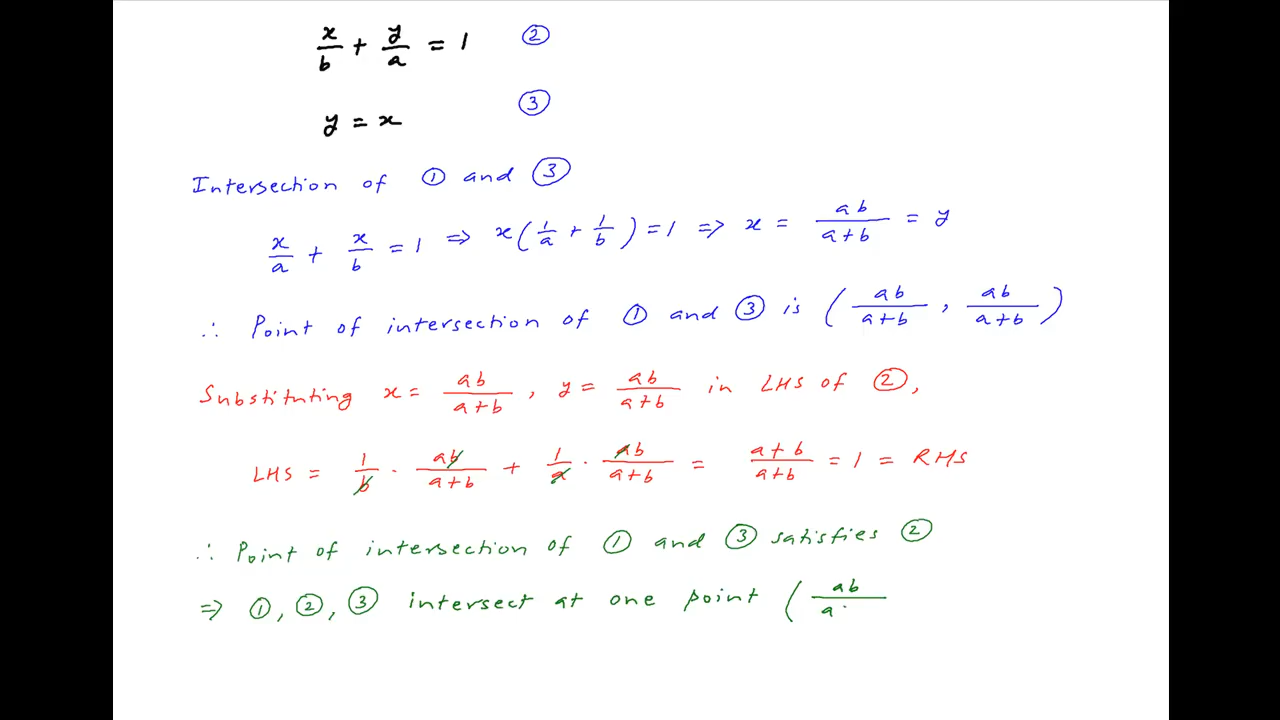 x/b + y/a = 1 ②
y = x ③
Intersection of ① and ③
x/a + x/b = 1 ⇒ x(1/a + 1/b) = 1 ⇒ x = ab/(a+b) = y
∴ Point of intersection of ① and ③ is (ab/(a+b), ab/(a+b))
Substituting x = ab/(a+b), y = ab/(a+b) in LHS of ②,
LHS = 1/b · ab/(a+b) + 1/a · ab/(a+b) = (a+b)/(a+b) = 1 = RHS
∴ Point of intersection of ① and ③ satisfies ②
⇒ ①, ②, ③ intersect at one point (ab/a